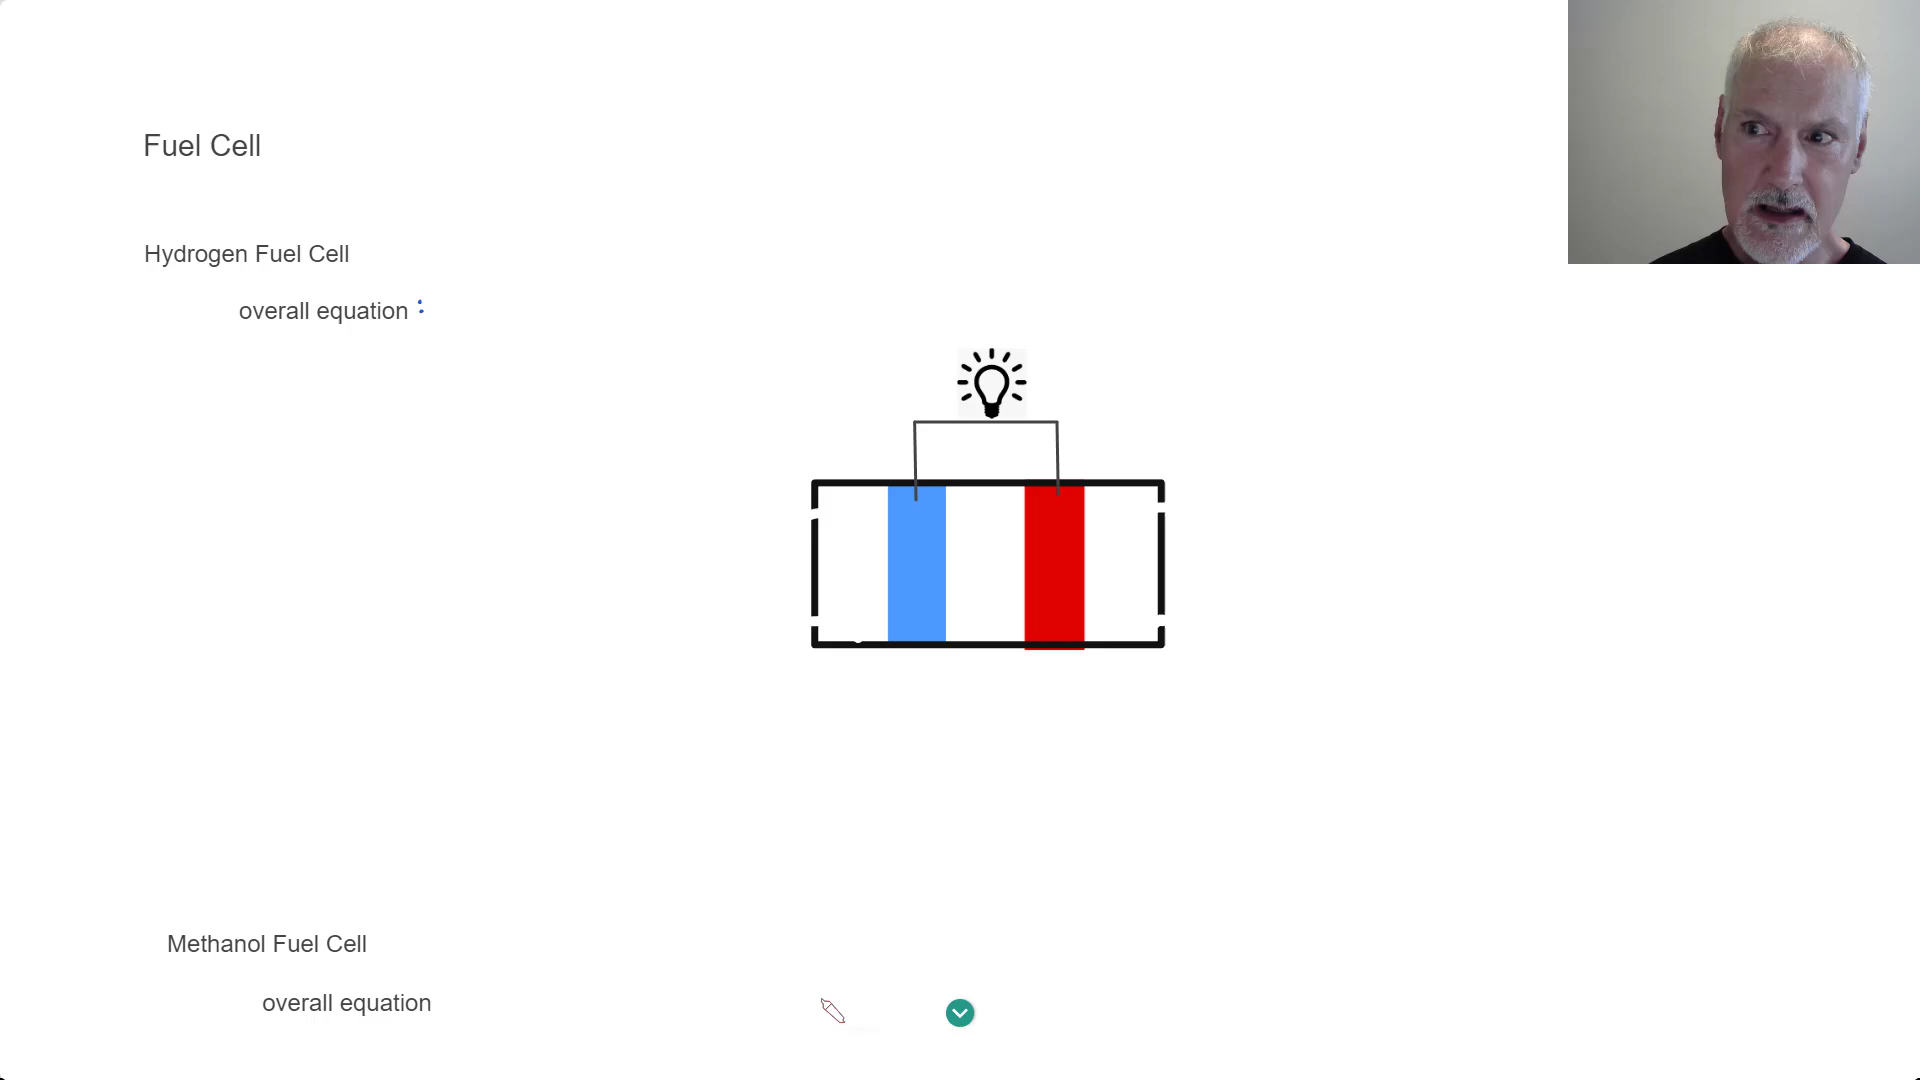 Fuel Cell
Hydrogen Fuel Cell
overall equation :
Methanol Fuel Cell
overall equation